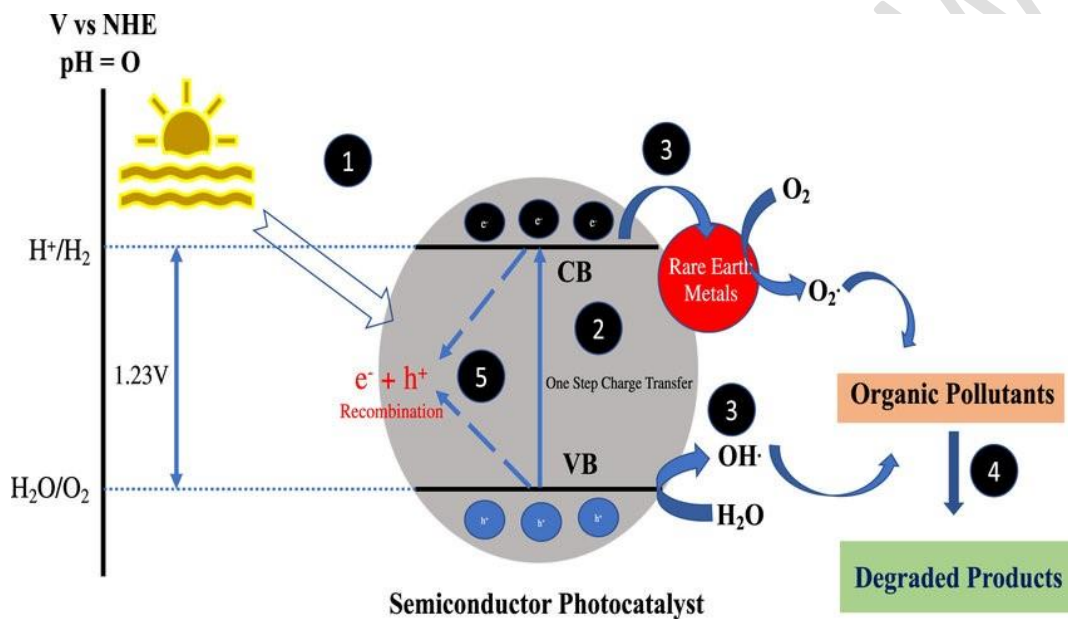 V vs NHE
pH = O
1
3
O₂
e⁻ e⁻ e⁻
H⁺/H₂
CB
Rare Earth
Metals
O₂·
2
1.23V
e⁻ + h⁺
Recombination
5
One Step Charge Transfer
Organic Pollutants
3
OH·
VB
4
H₂O/O₂
H₂O
h⁺ h⁺ h⁺
Degraded Products
Semiconductor Photocatalyst